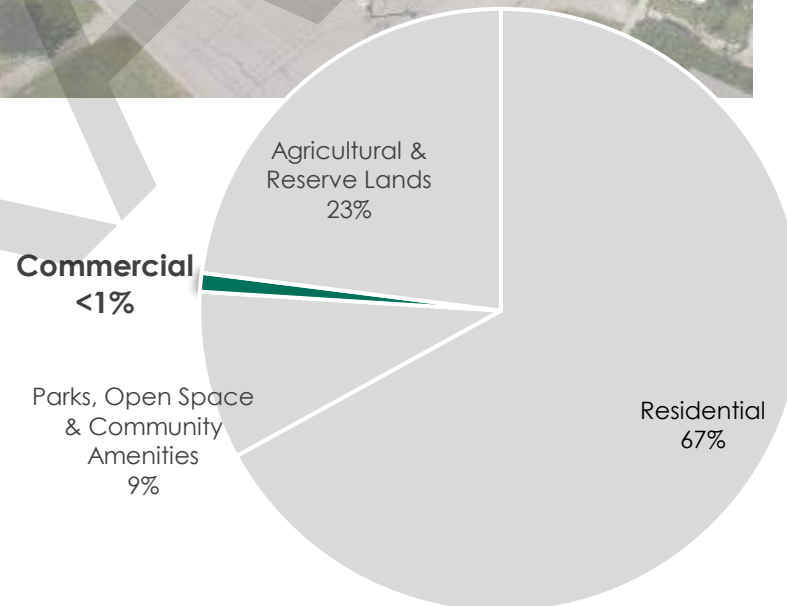 Agricultural &
Reserve Lands
23%
Commercial
<1%
Parks, Open Space
& Community
Amenities
9%
Residential
67%